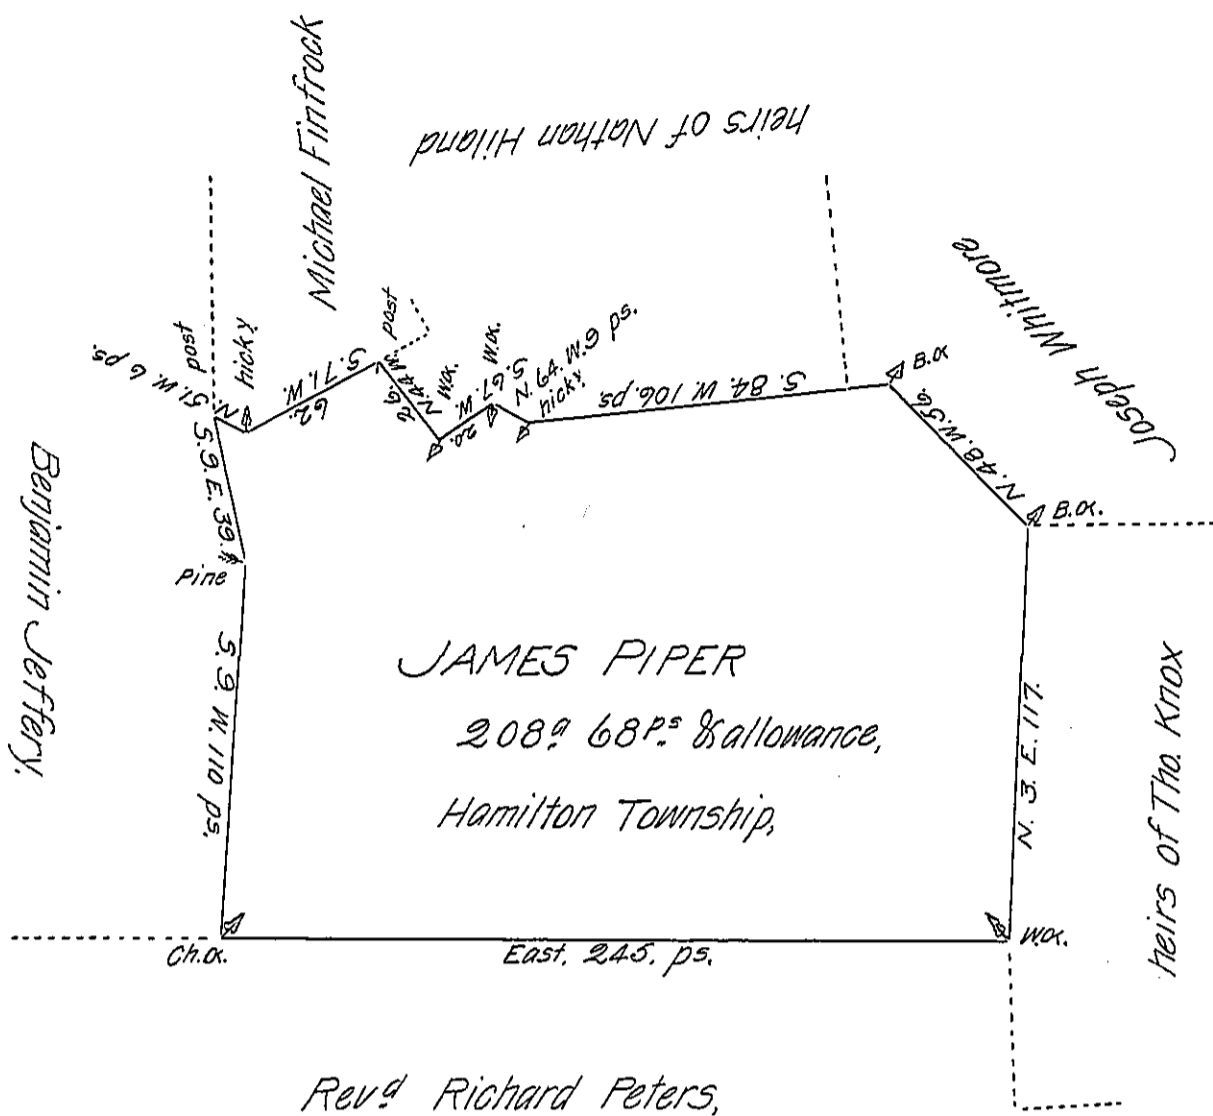 Michael Finfrock
heirs of Nathan Hiland
Joseph Whitmore
N. 51. W. 6 ps.
post
hicky
S. 71. W.
62.
post
N. 44 W.
W.α.
S. 67. W.
20.
W.α.
N. 64. W. 9 ps.
hicky.
S. 84. W. 106. ps.
B.α
N. 48. W. 56.
B.α.
S. 9. E. 39.
Pine
Benjamin Jeffery.
S. 9. W. 110 ps.
JAMES PIPER
208ª 68ps & allowance,
Hamilton Township,
N. 3. E. 117.
heirs of Tho. Knox
Ch.α.
East. 245. ps.
W.α.
Revd Richard Peters,